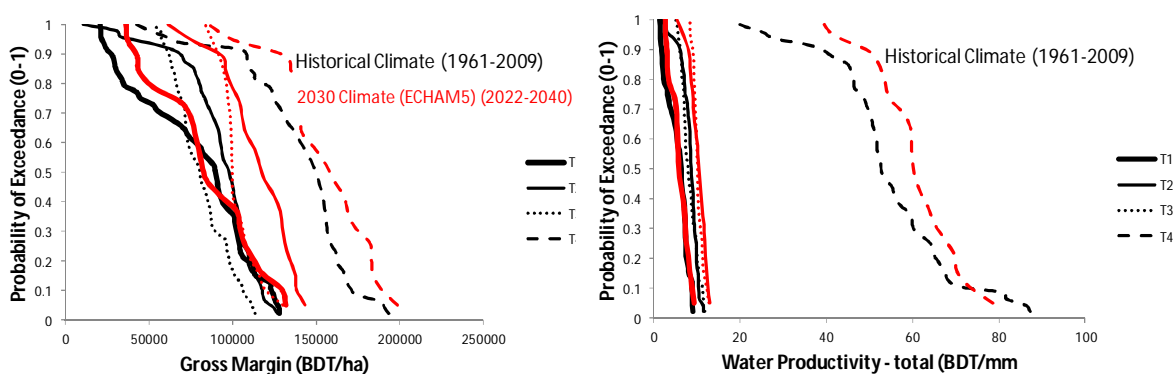 Probability of Exceedance (0-1)
1
0.9
0.8
0.7
0.6
0.5
0.4
0.3
0.2
0.1
0
Historical Climate (1961-2009)
2030 Climate (ECHAM5) (2022-2040)
T
T
T
T
0 50000 100000 150000 200000 250000
Gross Margin (BDT/ha)
Probability of Exceedance (0-1)
1
0.9
0.8
0.7
0.6
0.5
0.4
0.3
0.2
0.1
0
Historical Climate (1961-2009)
T1
T2
T3
T4
0 20 40 60 80 100
Water Productivity - total (BDT/mm